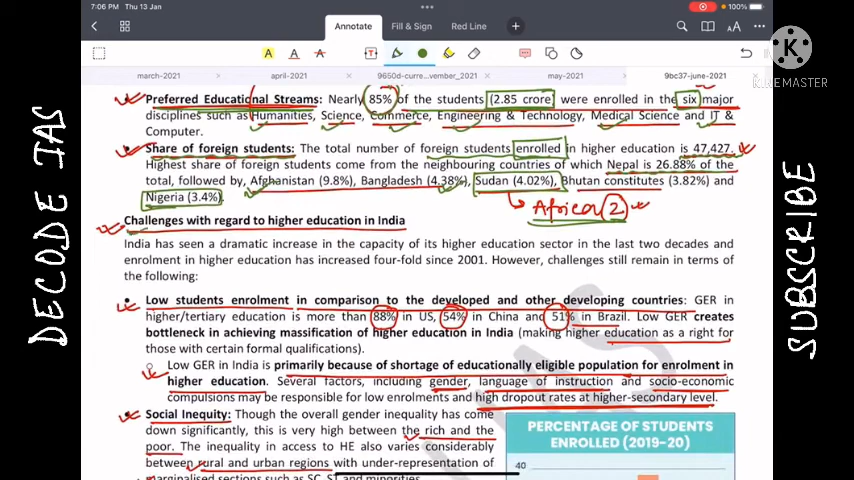 7:06 PM Thu 13 Jan
100%
Annotate
Fill & Sign
Red Line
AA
KINEMASTER
march-2021
april-2021
9650d-curre...vember_2021
may-2021
9bc37-june-2021
DECODE IAS
SUBSCRIBE
Preferred Educational Streams: Nearly 85% of the students (2.85 crore) were enrolled in the six major
disciplines such as Humanities, Science, Commerce, Engineering & Technology, Medical Science and IT &
Computer.
Share of foreign students: The total number of foreign students enrolled in higher education is 47,427.
Highest share of foreign students come from the neighbouring countries of which Nepal is 26.88% of the
total, followed by, Afghanistan (9.8%), Bangladesh (4.38%), Sudan (4.02%), Bhutan constitutes (3.82%) and
Nigeria (3.4%).
Africa (2)
Challenges with regard to higher education in India
India has seen a dramatic increase in the capacity of its higher education sector in the last two decades and
enrolment in higher education has increased four-fold since 2001. However, challenges still remain in terms of
the following:
• Low students enrolment in comparison to the developed and other developing countries: GER in
higher/tertiary education is more than 88% in US, 54% in China and 51% in Brazil. Low GER creates
bottleneck in achieving massification of higher education in India (making higher education as a right for
those with certain formal qualifications).
o Low GER in India is primarily because of shortage of educationally eligible population for enrolment in
higher education. Several factors, including gender, language of instruction and socio-economic
compulsions may be responsible for low enrolments and high dropout rates at higher-secondary level.
• Social Inequity: Though the overall gender inequality has come
down significantly, this is very high between the rich and the
poor. The inequality in access to HE also varies considerably
between rural and urban regions with under-representation of
marginalised sections such as SC, ST and minorities.
PERCENTAGE OF STUDENTS
ENROLLED (2019-20)
40